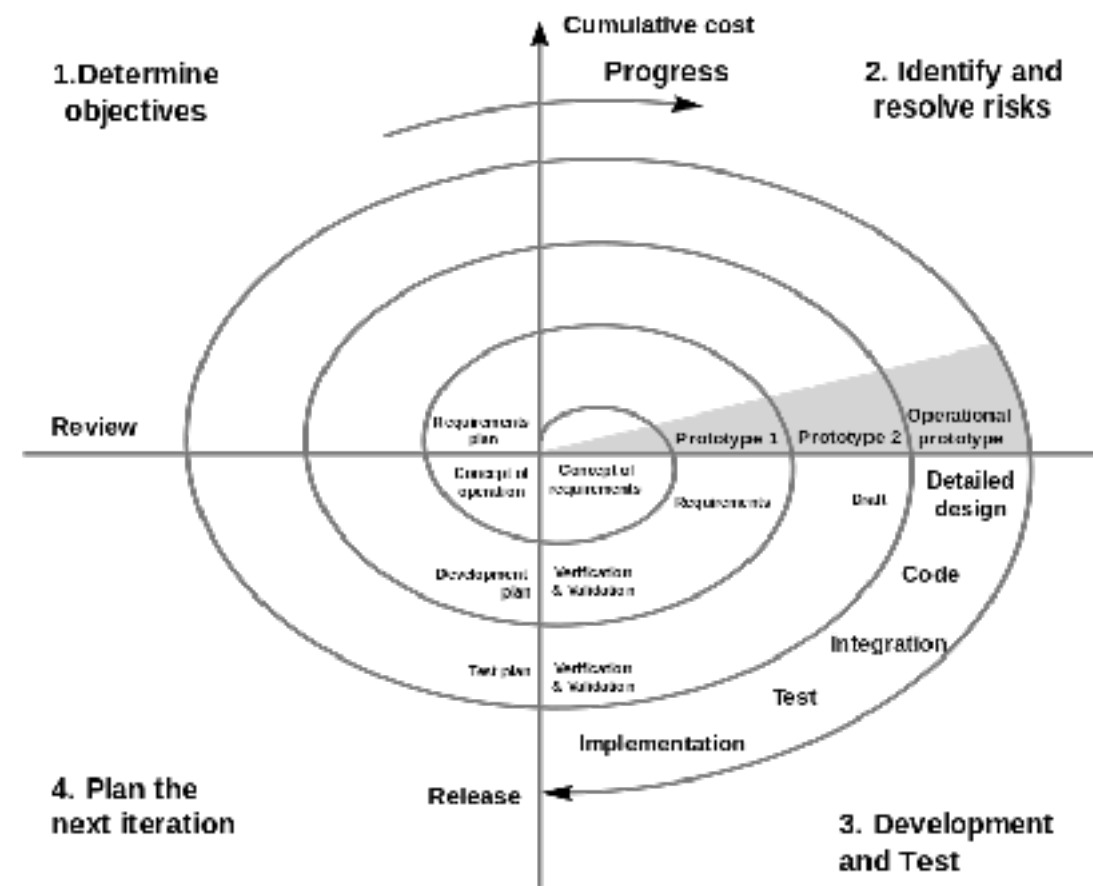 Cumulative cost
Progress
1.Determine
objectives
2. Identify and
resolve risks
Review
Requirements
plan
Prototype 1
Prototype 2
Operational
prototype
Concept of
operation
Concept of
requirements
Requirements
Draft
Detailed
design
Code
Development
plan
Verification
& Validation
Integration
Test plan
Verification
& Validation
Test
Implementation
Release
4. Plan the
next iteration
3. Development
and Test